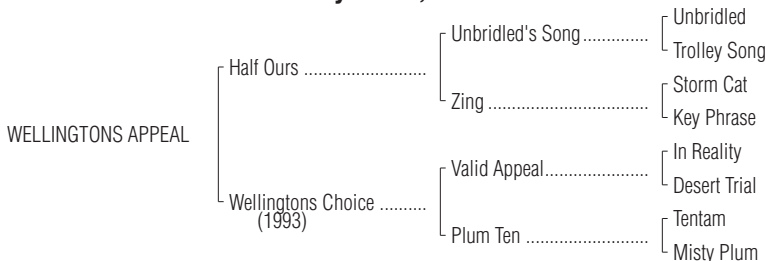 Unbridled
Unbridled's Song..............
Trolley Song
Half Ours ..........................
Storm Cat
Zing ..................................
Key Phrase
WELLINGTONS APPEAL
In Reality
Valid Appeal......................
Desert Trial
Wellingtons Choice ..........
(1993)
Tentam
Plum Ten ..........................
Misty Plum